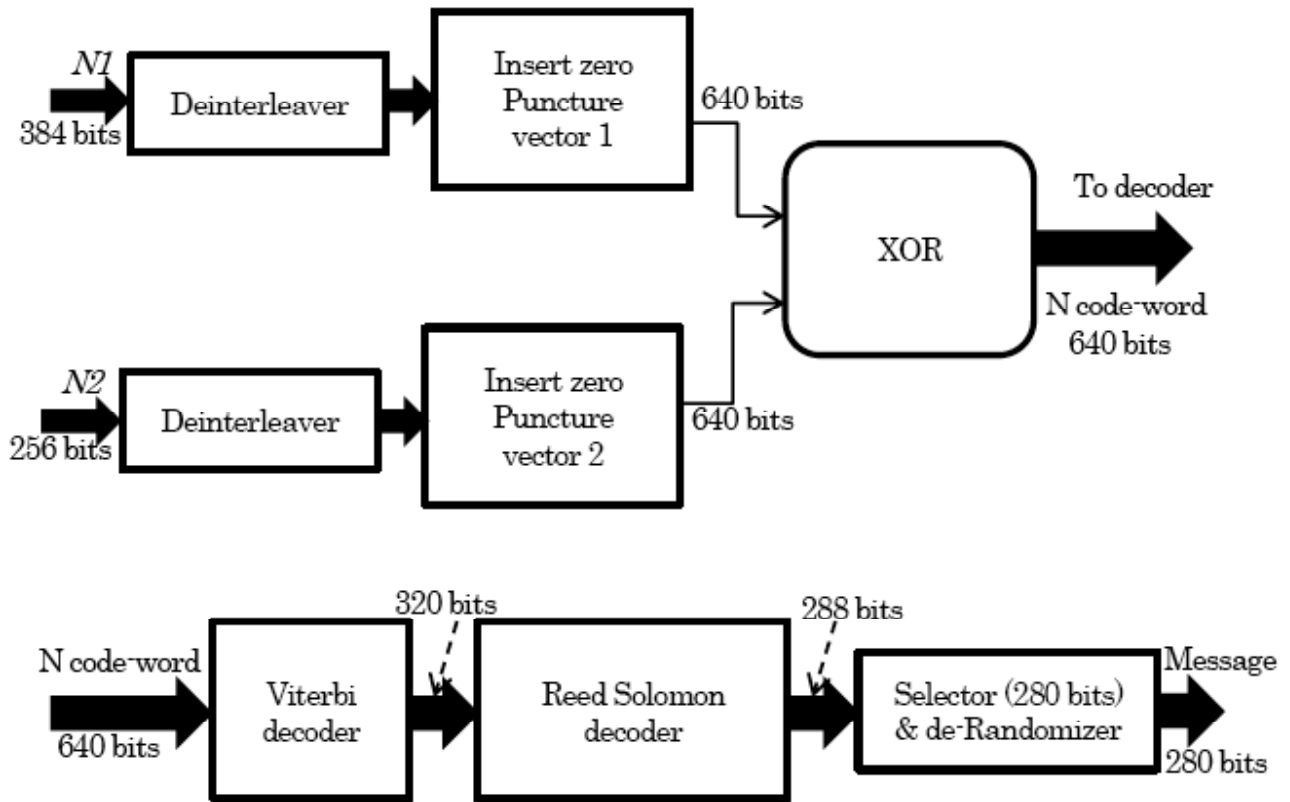 N1
384 bits
Deinterleaver
Insert zero
Puncture
vector 1
640 bits
XOR
To decoder
N code-word
640 bits
N2
256 bits
Deinterleaver
Insert zero
Puncture
vector 2
640 bits
N code-word
640 bits
Viterbi
decoder
320 bits
Reed Solomon
decoder
288 bits
Selector (280 bits)
& de-Randomizer
Message
280 bits